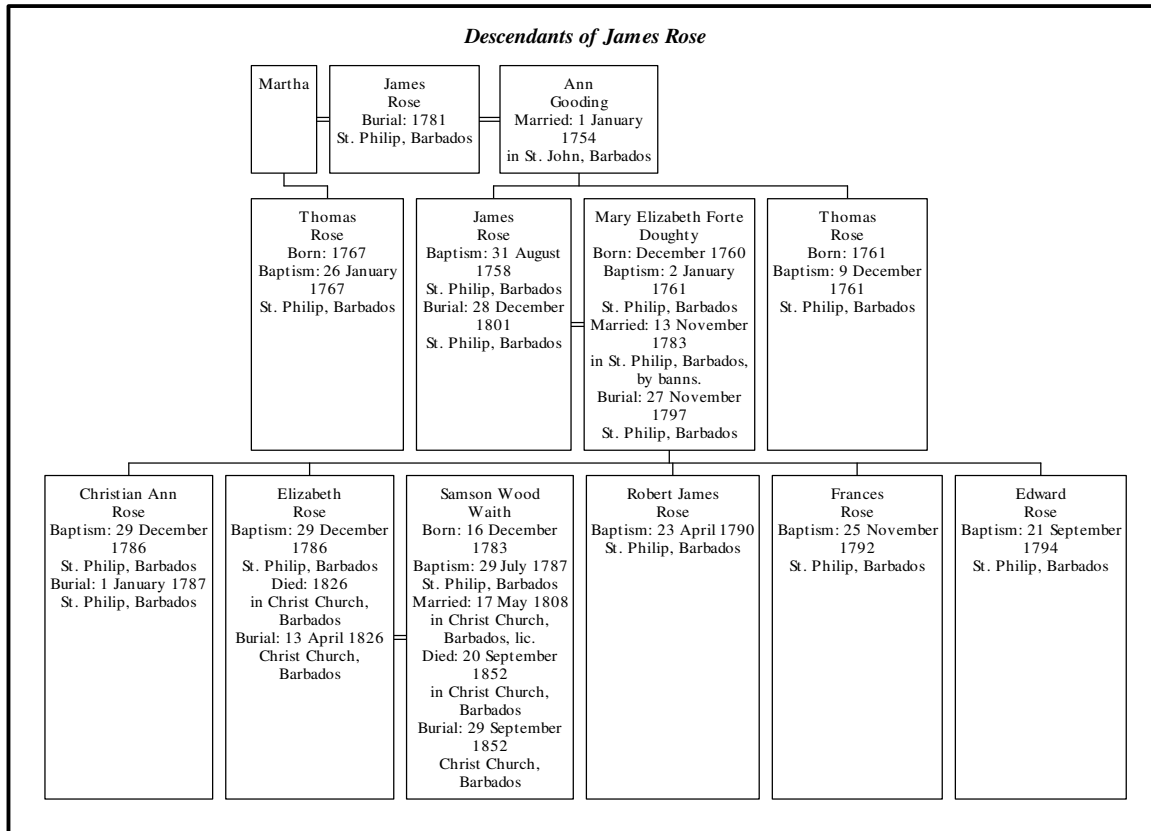 Descendants of James Rose
Martha
James
Rose
Burial: 1781
St. Philip, Barbados
Ann
Gooding
Married: 1 January
1754
in St. John, Barbados
Thomas
Rose
Born: 1767
Baptism: 26 January
1767
St. Philip, Barbados
James
Rose
Baptism: 31 August
1758
St. Philip, Barbados
Burial: 28 December
1801
St. Philip, Barbados
Mary Elizabeth Forte
Doughty
Born: December 1760
Baptism: 2 January
1761
St. Philip, Barbados
Married: 13 November
1783
in St. Philip, Barbados,
by banns.
Burial: 27 November
1797
St. Philip, Barbados
Thomas
Rose
Born: 1761
Baptism: 9 December
1761
St. Philip, Barbados
Christian Ann
Rose
Baptism: 29 December
1786
St. Philip, Barbados
Burial: 1 January 1787
St. Philip, Barbados
Elizabeth
Rose
Baptism: 29 December
1786
St. Philip, Barbados
Died: 1826
in Christ Church,
Barbados
Burial: 13 April 1826
Christ Church,
Barbados
Samson Wood
Waith
Born: 16 December
1783
Baptism: 29 July 1787
St. Philip, Barbados
Married: 17 May 1808
in Christ Church,
Barbados, lic.
Died: 20 September
1852
in Christ Church,
Barbados
Burial: 29 September
1852
Christ Church,
Barbados
Robert James
Rose
Baptism: 23 April 1790
St. Philip, Barbados
Frances
Rose
Baptism: 25 November
1792
St. Philip, Barbados
Edward
Rose
Baptism: 21 September
1794
St. Philip, Barbados